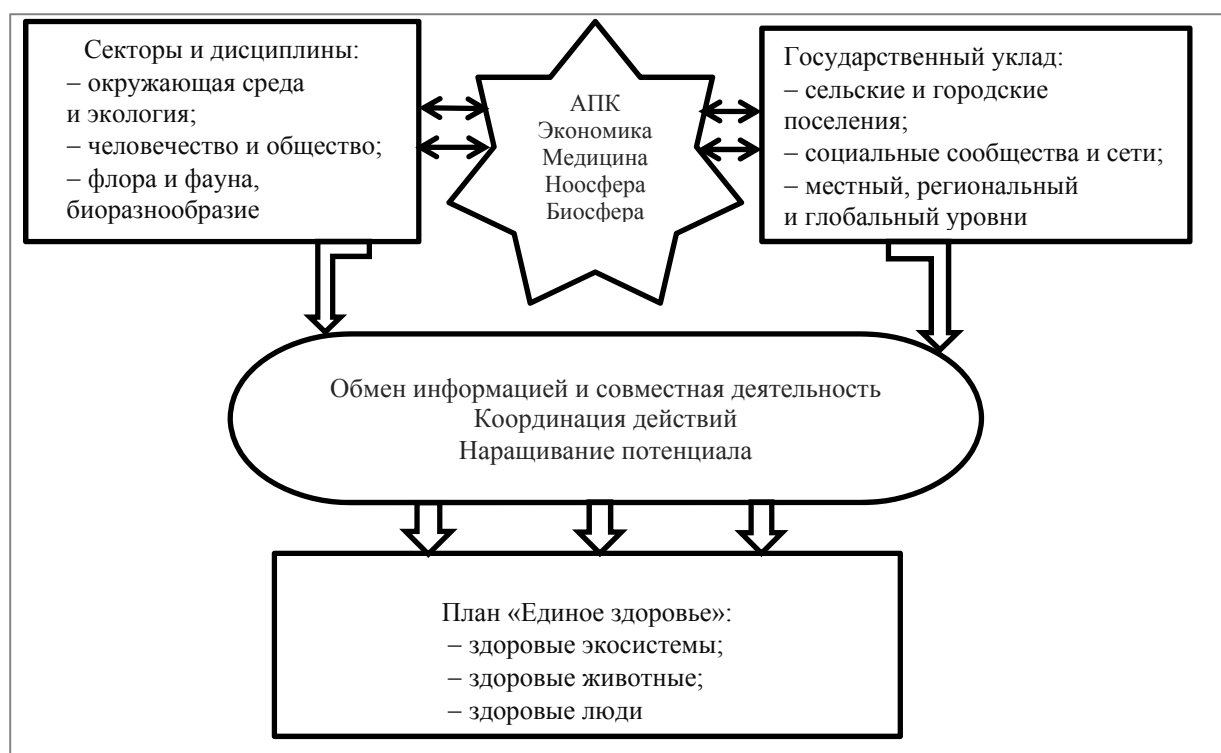 Секторы и дисциплины:
– окружающая среда
и экология;
– человечество и общество;
– флора и фауна,
биоразнообразие
АПК
Экономика
Медицина
Ноосфера
Биосфера
Государственный уклад:
– сельские и городские
поселения;
– социальные сообщества и сети;
– местный, региональный
и глобальный уровни
Обмен информацией и совместная деятельность
Координация действий
Наращивание потенциала
План «Единое здоровье»:
– здоровые экосистемы;
– здоровые животные;
– здоровые люди